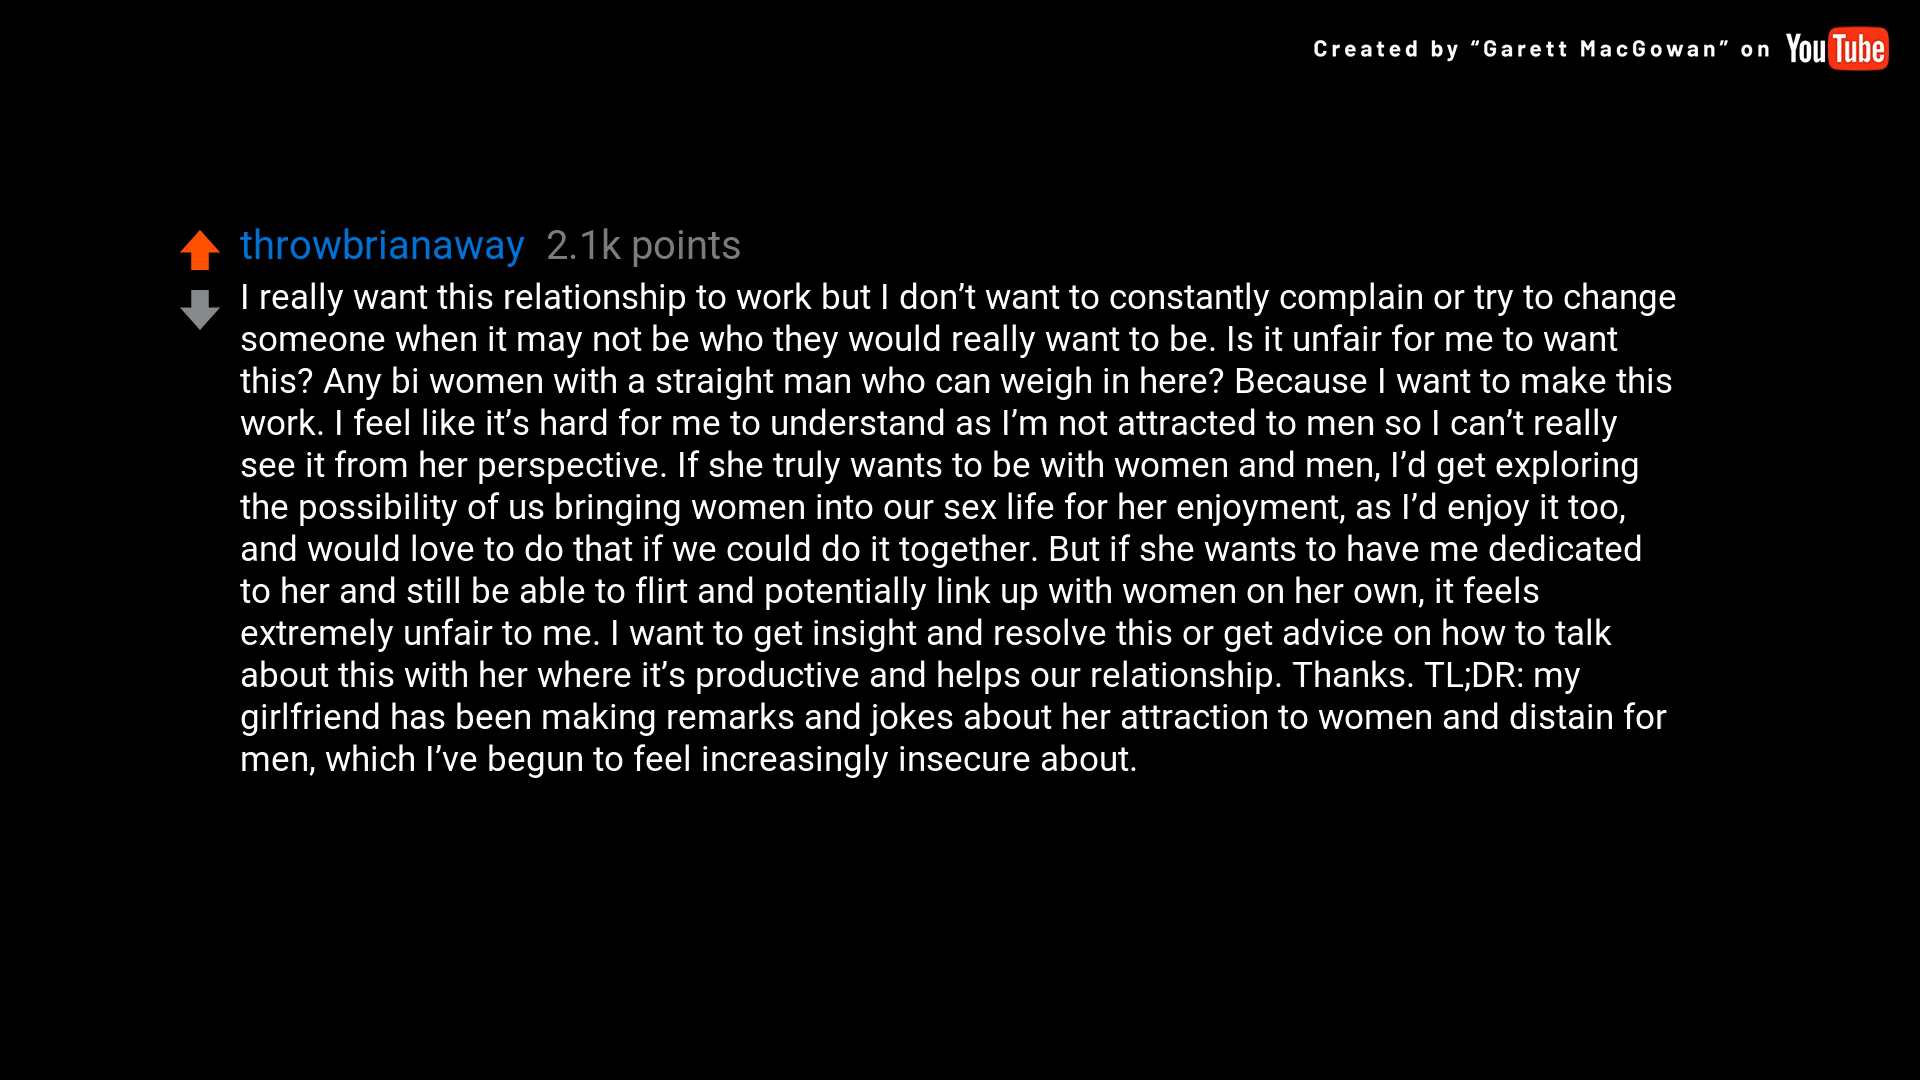 Created by “Garett MacGowan” on YouTube
throwbrianaway 2.1k points
I really want this relationship to work but I don’t want to constantly complain or try to change
someone when it may not be who they would really want to be. Is it unfair for me to want
this? Any bi women with a straight man who can weigh in here? Because I want to make this
work. I feel like it’s hard for me to understand as I’m not attracted to men so I can’t really
see it from her perspective. If she truly wants to be with women and men, I’d get exploring
the possibility of us bringing women into our sex life for her enjoyment, as I’d enjoy it too,
and would love to do that if we could do it together. But if she wants to have me dedicated
to her and still be able to flirt and potentially link up with women on her own, it feels
extremely unfair to me. I want to get insight and resolve this or get advice on how to talk
about this with her where it’s productive and helps our relationship. Thanks. TL;DR: my
girlfriend has been making remarks and jokes about her attraction to women and distain for
men, which I’ve begun to feel increasingly insecure about.